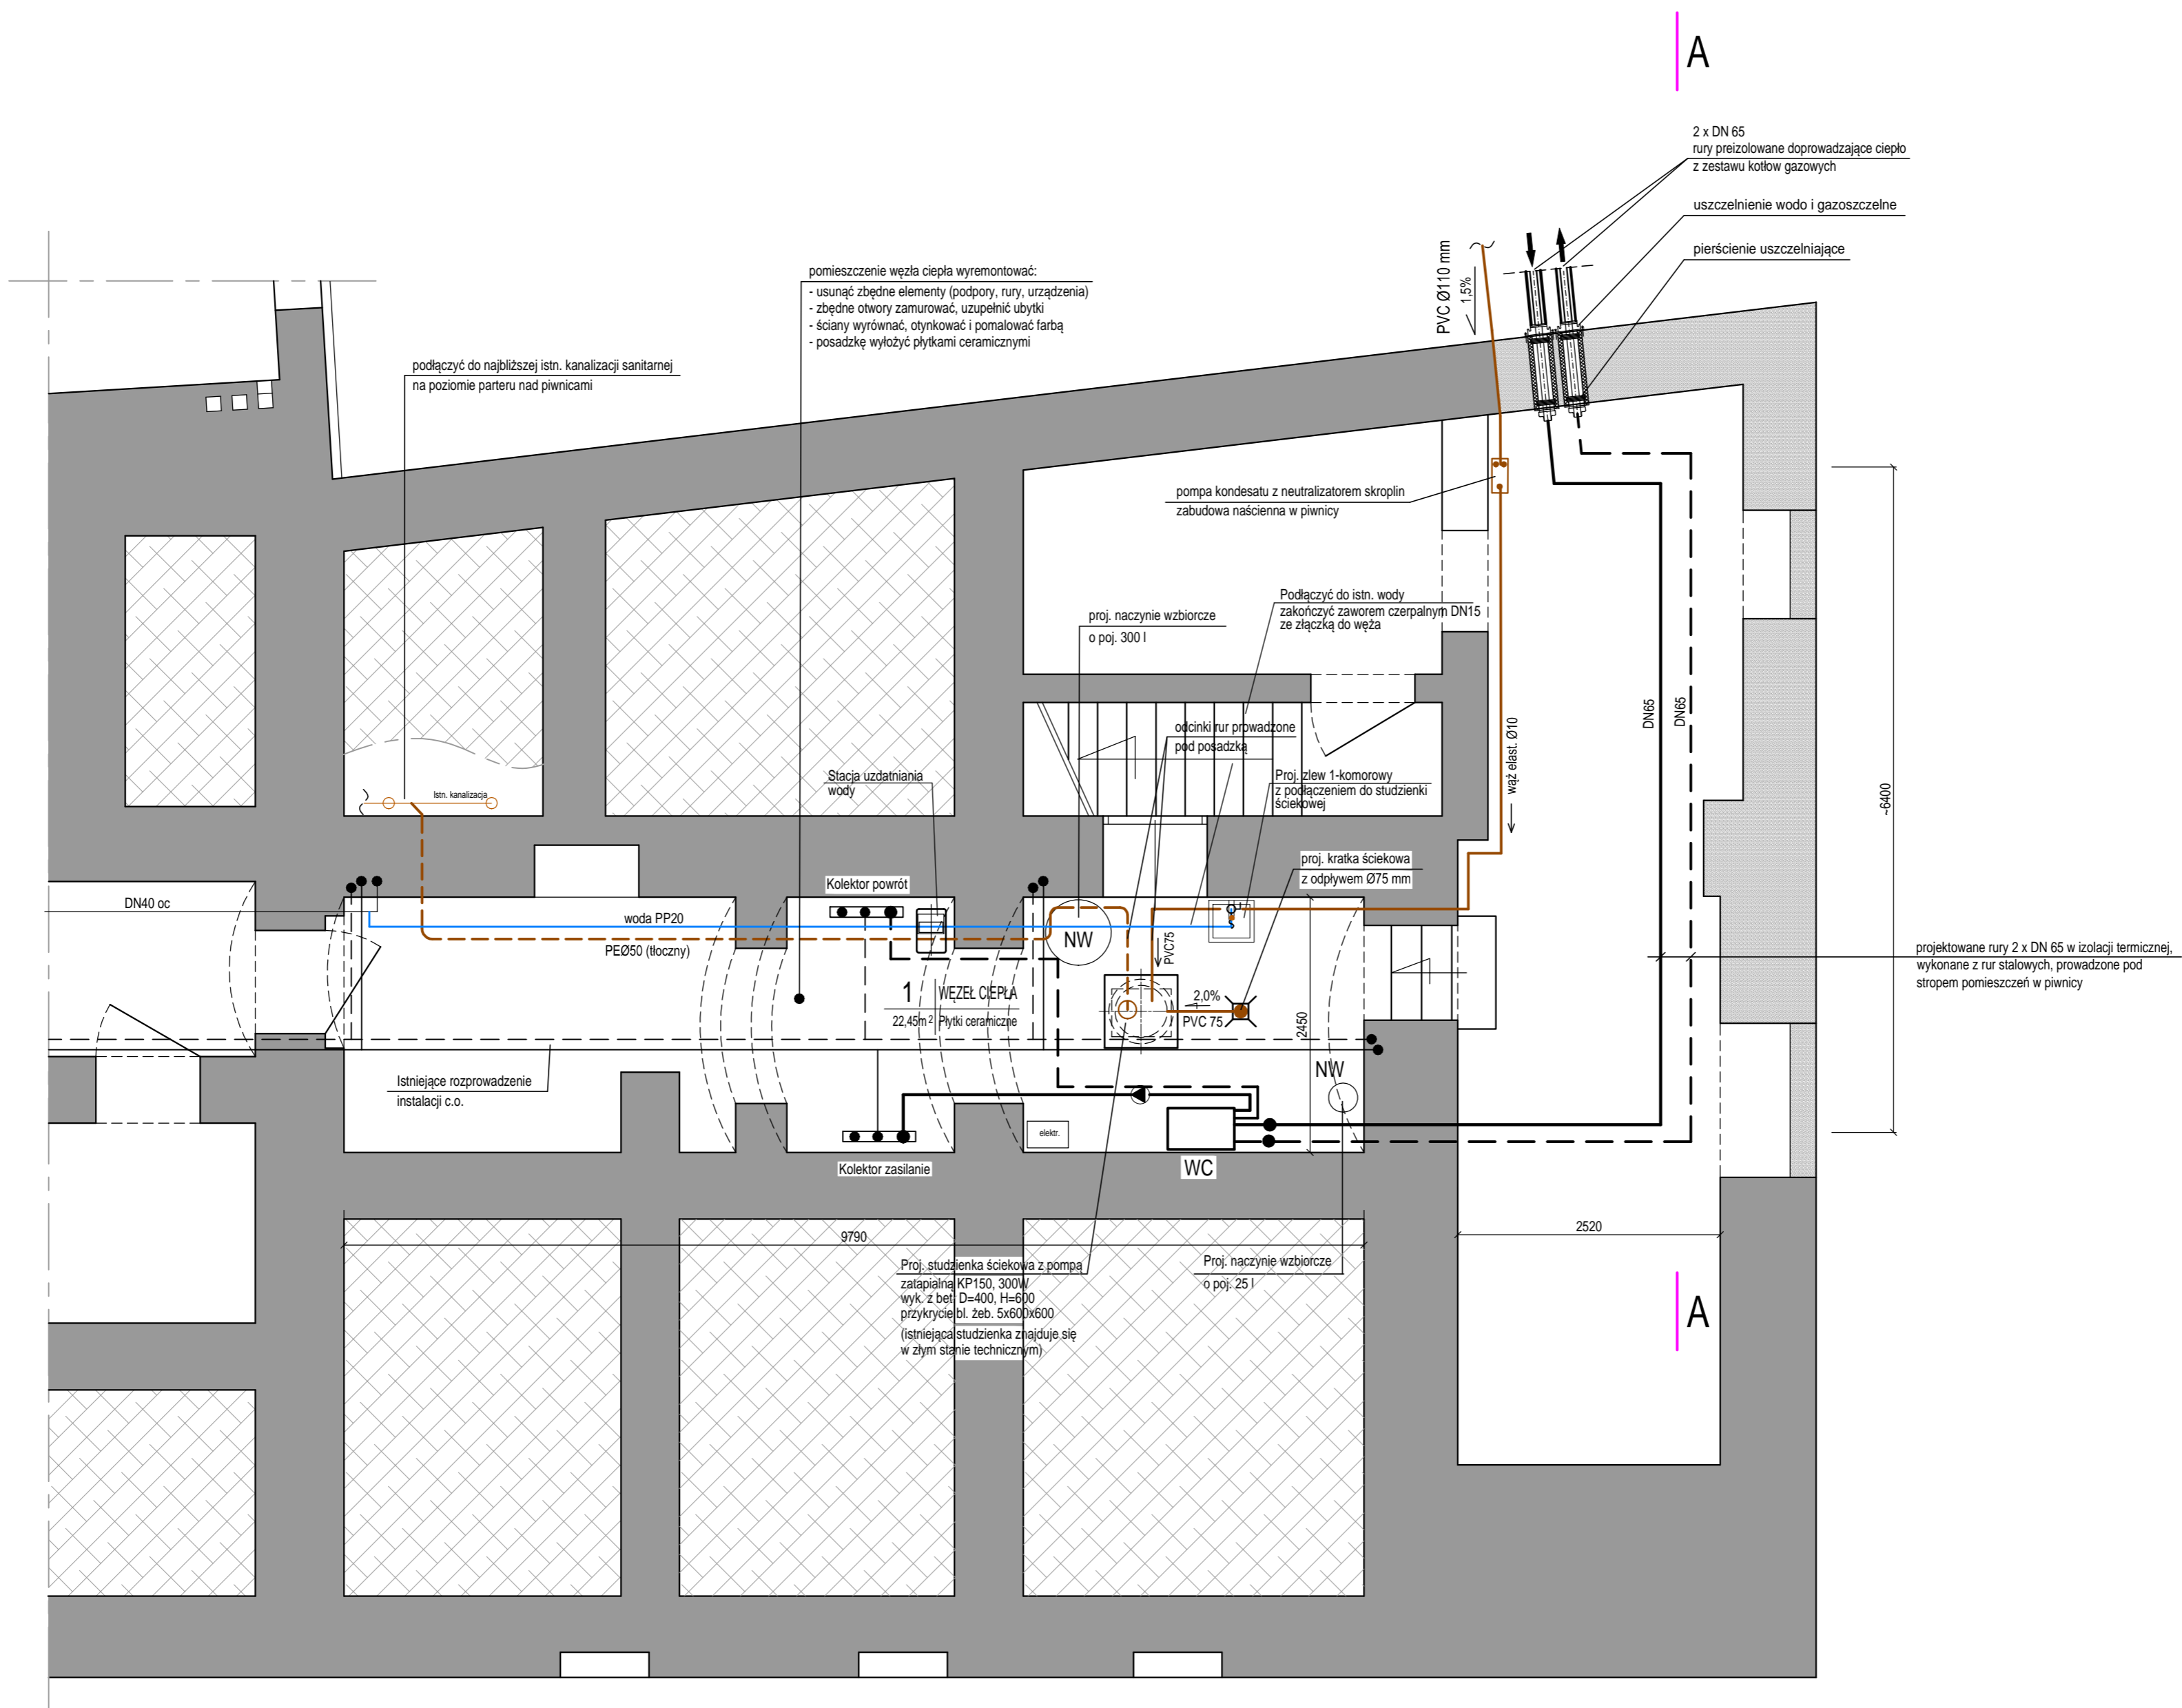 A
2 x DN 65
rury preizolowane doprowadzające ciepło
z zestawu kotłow gazowych
uszczelnienie wodo i gazoszczelne
pierścienie uszczelniające
PVC Ø110 mm
1,5%
pomieszczenie węzła ciepła wyremontować:
- usunąć zbędne elementy (podpory, rury, urządzenia)
- zbędne otwory zamurować, uzupełnić ubytki
- ściany wyrównać, otynkować i pomalować farbą
- posadzkę wyłożyć płytkami ceramicznymi
podłączyć do najbliższej istn. kanalizacji sanitarnej
na poziomie parteru nad piwnicami
pompa kondesatu z neutralizatorem skroplin
zabudowa naścienna w piwnicy
Podłączyć do istn. wody
zakończyć zaworem czerpalnym DN15
ze złączką do węża
proj. naczynie wzbiorcze
o poj. 300 l
odcinki rur prowadzone
pod posadzką
wąż elast. Ø10
DN65
DN65
~6400
Stacja uzdatniania
wody
Proj. zlew 1-komorowy
z podłączeniem do studzienki
ściekowej
Istn. kanalizacja
proj. kratka ściekowa
z odpływem Ø75 mm
Kolektor powrót
DN40 oc
woda PP20
PEØ50 (tłoczny)
NW
PVC75
projektowane rury 2 x DN 65 w izolacji termicznej,
wykonane z rur stalowych, prowadzone pod
stropem pomieszczeń w piwnicy
1 WĘZEŁ CIEPŁA
22,45m2 Płytki ceramiczne
2,0%
PVC 75
2450
NW
Istniejące rozprowadzenie
instalacji c.o.
elektr.
Kolektor zasilanie
WC
9790
2520
Proj. studzienka ściekowa z pompą
zatapialną KP150, 300W
wyk. z bet. D=400, H=600
przykrycie bl. żeb. 5x600x600
(istniejąca studzienka znajduje się
w złym stanie technicznym)
Proj. naczynie wzbiorcze
o poj. 25 l
A